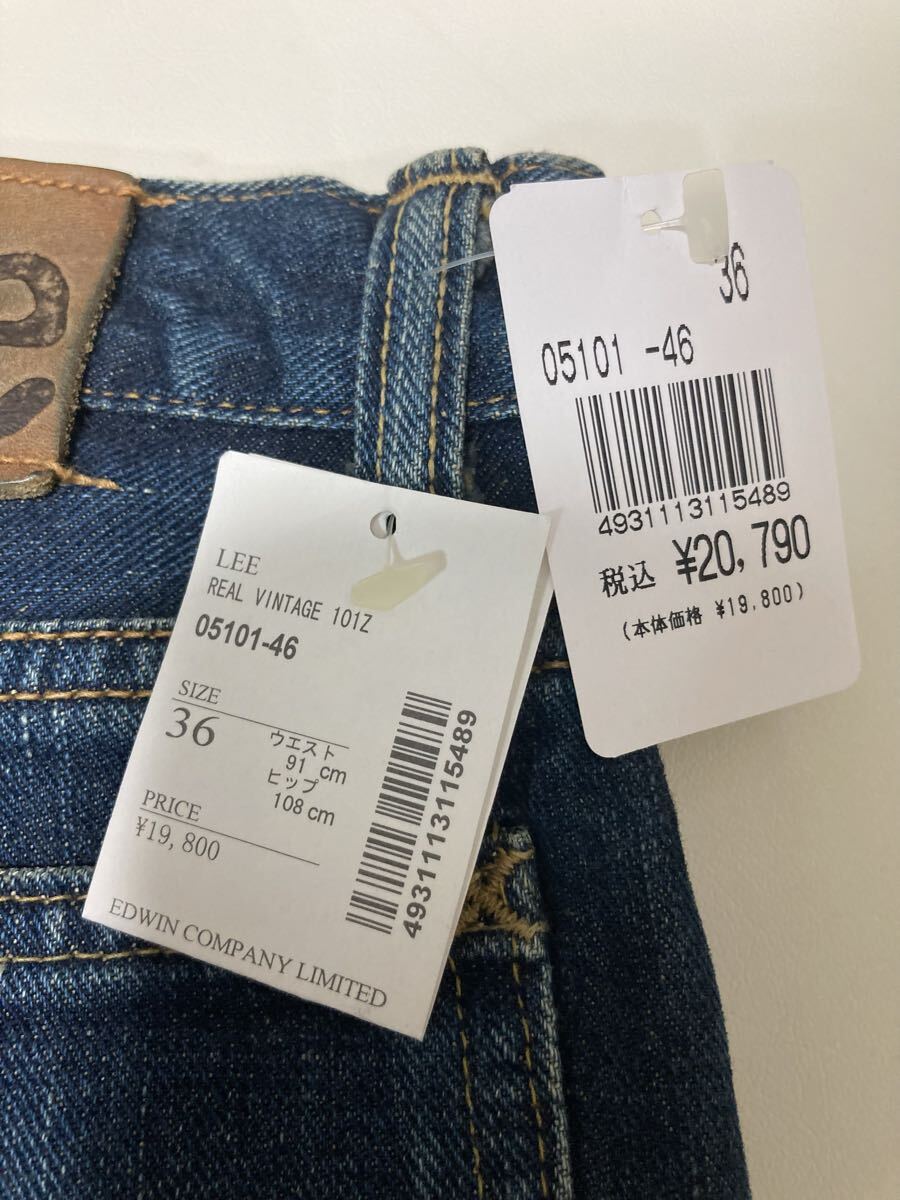 LEE
REAL VINTAGE 101Z
05101-46
SIZE
36
ウエスト
91 cm
ヒップ
108 cm
PRICE
¥19,800
4931113115489
EDWIN COMPANY LIMITED
36
05101 -46
4931113115489
税込 ¥20,790
(本体価格 ¥19,800)